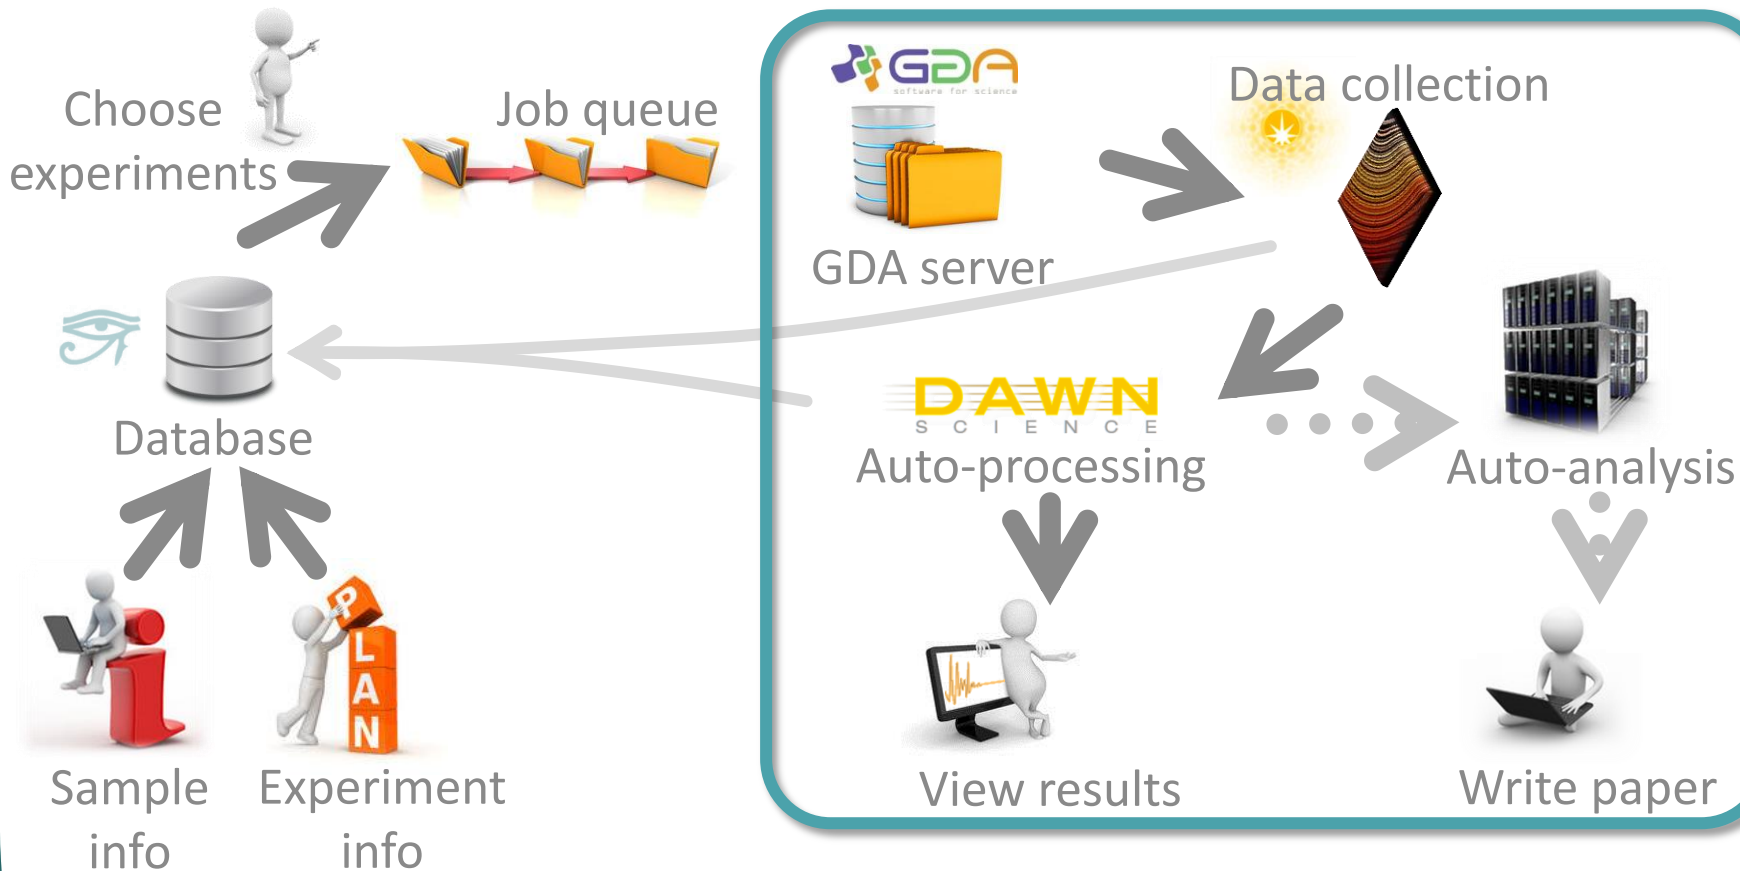 Choose
experiments
Job queue
GDA
software for science
GDA server
Data collection
Database
DAWN
SCIENCE
Auto-processing
Auto-analysis
P
L
A
N
Sample
info
Experiment
info
View results
Write paper